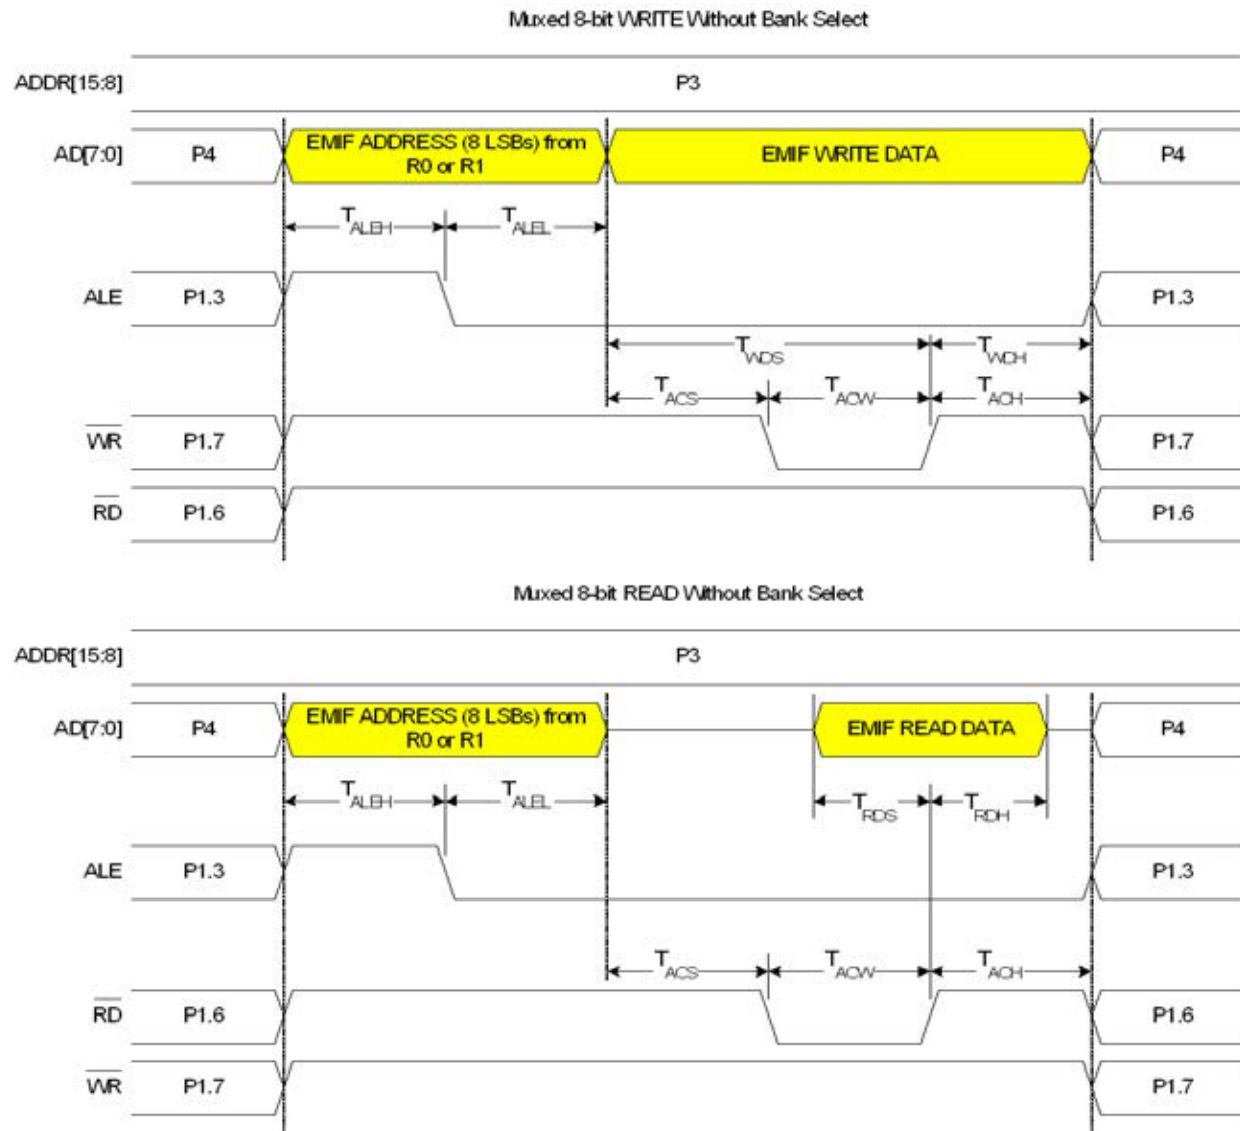 Muxed 8-bit WRITE Without Bank Select
ADDR[15:8] P3
AD[7:0] P4 EMIF ADDRESS (8 LSBs) from EMIF WRITE DATA P4
R0 or R1
TALEH TALEL
ALE P1.3 P1.3
TWDS TWDH
TACS TACW TACH
WR P1.7 P1.7
RD P1.6 P1.6
Muxed 8-bit READ Without Bank Select
ADDR[15:8] P3
AD[7:0] P4 EMIF ADDRESS (8 LSBs) from EMIF READ DATA P4
R0 or R1
TALEH TALEL TRDS TRDH
ALE P1.3 P1.3
TACS TACW TACH
RD P1.6 P1.6
WR P1.7 P1.7